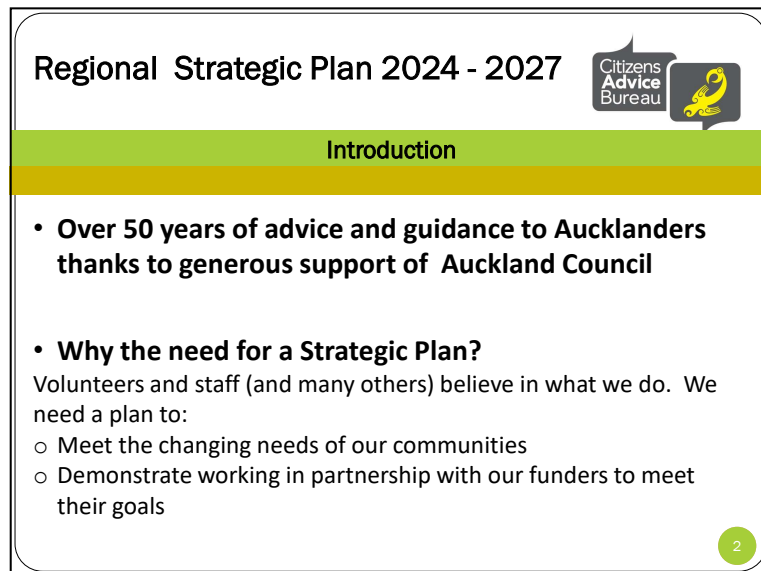 Regional Strategic Plan 2024 - 2027
Citizens
Advice
Bureau
Introduction
• Over 50 years of advice and guidance to Aucklanders
thanks to generous support of Auckland Council
• Why the need for a Strategic Plan?
Volunteers and staff (and many others) believe in what we do. We
need a plan to:
o Meet the changing needs of our communities
o Demonstrate working in partnership with our funders to meet
their goals
2